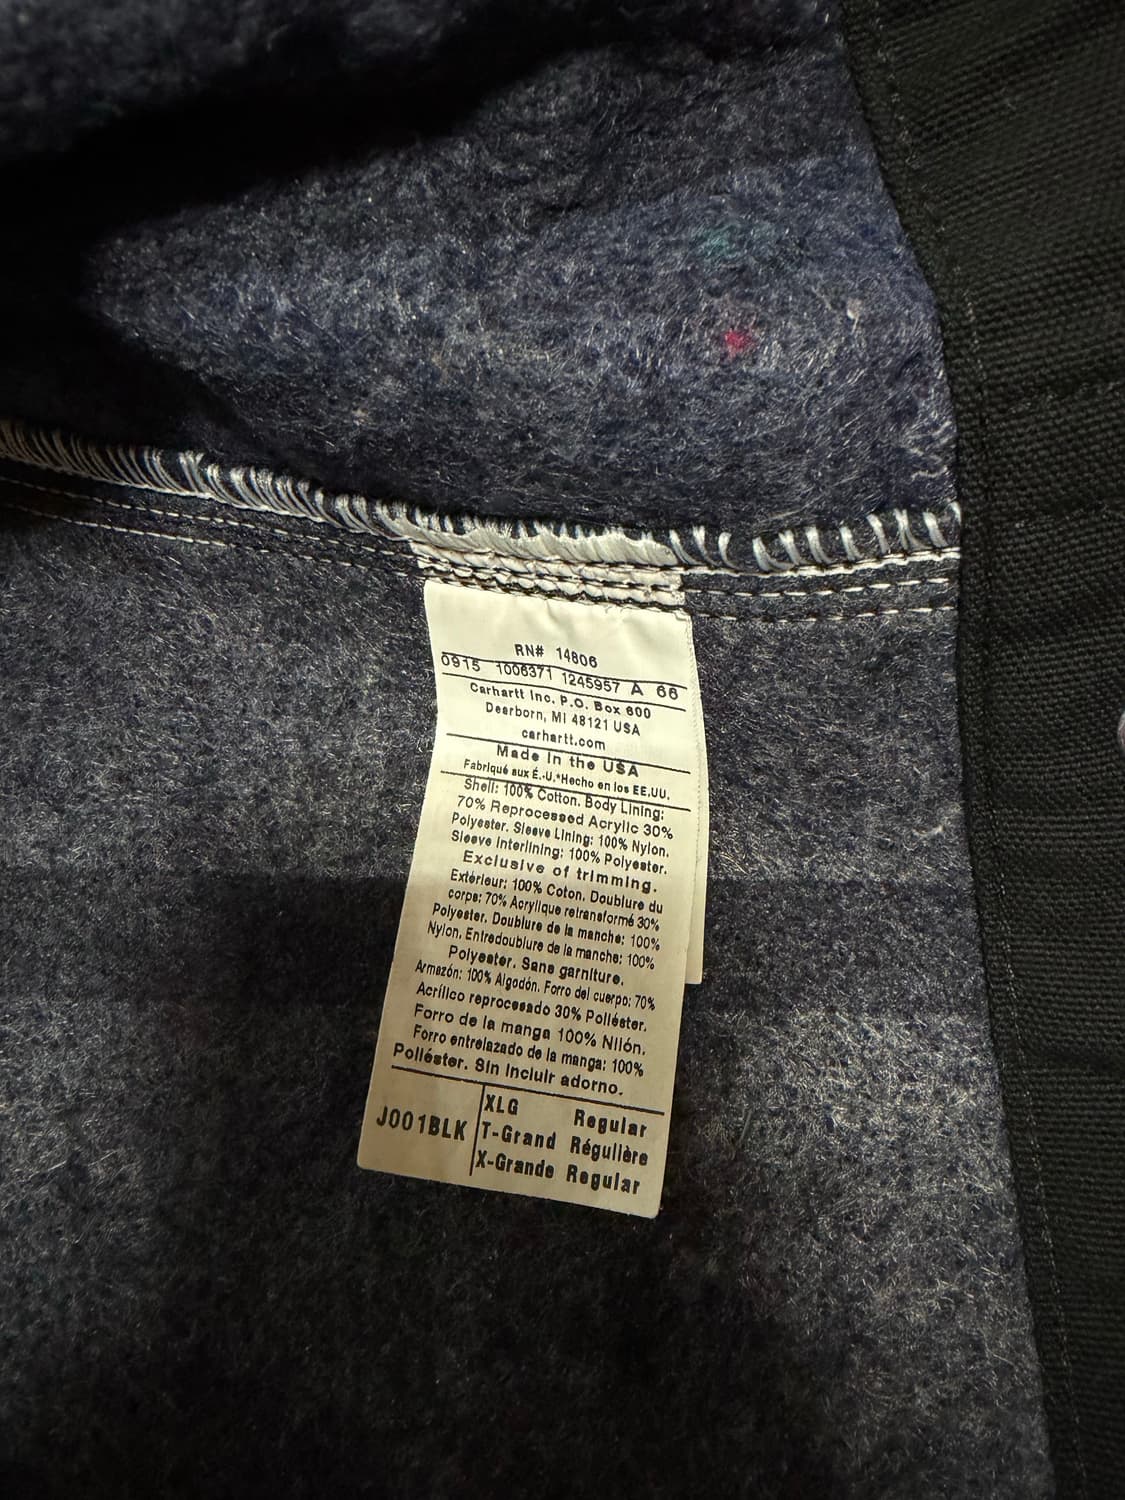 RN# 14806
0915 1006371 1245957 A 66
Carhartt Inc. P.O. Box 600
Dearborn, MI 48121 USA
carhartt.com
Made in the USA
Fabriqué aux É.-U.*Hecho en los EE.UU.
Shell: 100% Cotton. Body Lining:
70% Reprocessed Acrylic 30%
Polyester. Sleeve Lining: 100% Nylon.
Sleeve Interlining: 100% Polyester.
Exclusive of trimming.
Extérieur: 100% Coton. Doublure du
corps: 70% Acrylique retransformé 30%
Polyester. Doublure de la manche: 100%
Nylon. Entredoublure de la manche: 100%
Polyester. Sans garniture.
Armazón: 100% Algodón. Forro del cuerpo: 70%
Acrílico reprocesado 30% Poliéster.
Forro de la manga 100% Nilón.
Forro entrelazado de la manga: 100%
Poliéster. Sin incluir adorno.
J001BLK
XLG Regular
T-Grand Régulière
X-Grande Regular